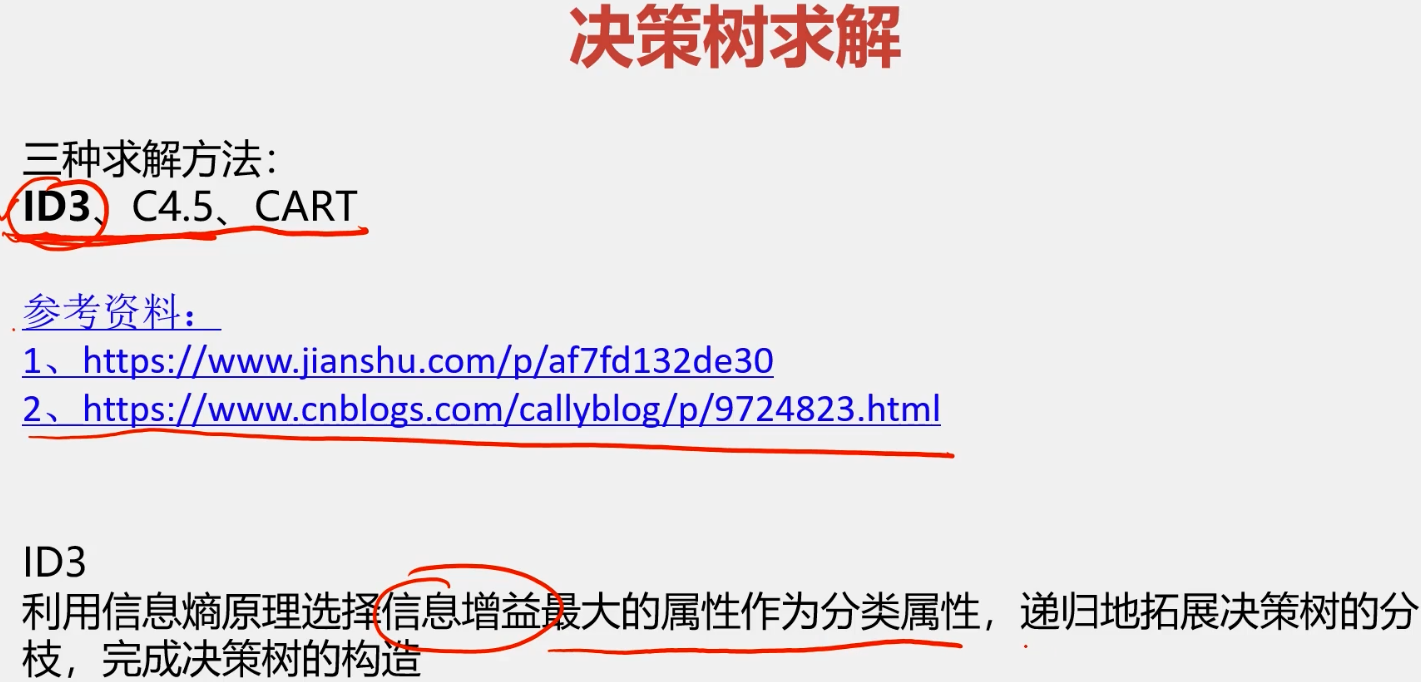 决策树求解
三种求解方法：
ID3、C4.5、CART
参考资料：
1、https://www.jianshu.com/p/af7fd132de30
2、https://www.cnblogs.com/callyblog/p/9724823.html
ID3
利用信息熵原理选择信息增益最大的属性作为分类属性，递归地拓展决策树的分
枝，完成决策树的构造